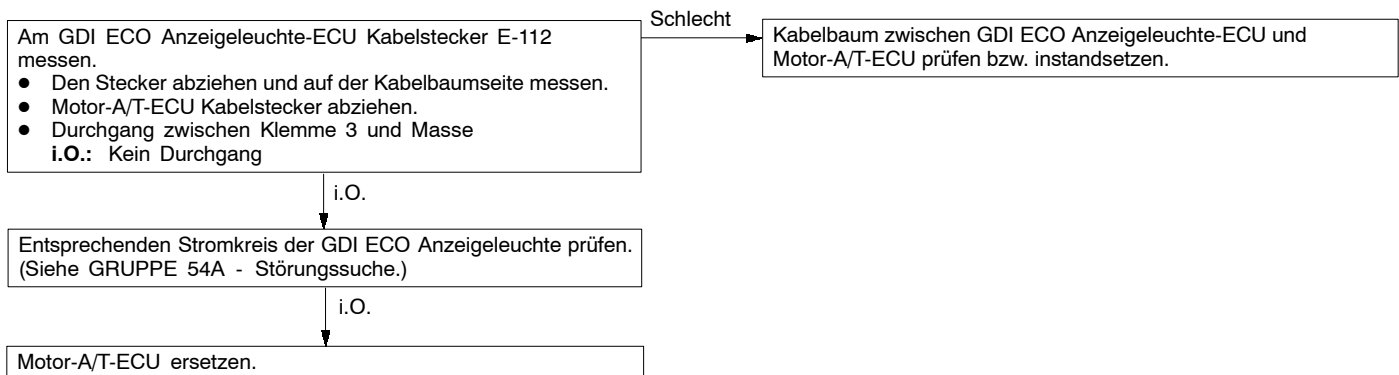 Am GDI ECO Anzeigeleuchte-ECU Kabelstecker E-112
messen.
● Den Stecker abziehen und auf der Kabelbaumseite messen.
● Motor-A/T-ECU Kabelstecker abziehen.
● Durchgang zwischen Klemme 3 und Masse
i.O.: Kein Durchgang
Schlecht
Kabelbaum zwischen GDI ECO Anzeigeleuchte-ECU und
Motor-A/T-ECU prüfen bzw. instandsetzen.
i.O.
Entsprechenden Stromkreis der GDI ECO Anzeigeleuchte prüfen.
(Siehe GRUPPE 54A - Störungssuche.)
i.O.
Motor-A/T-ECU ersetzen.